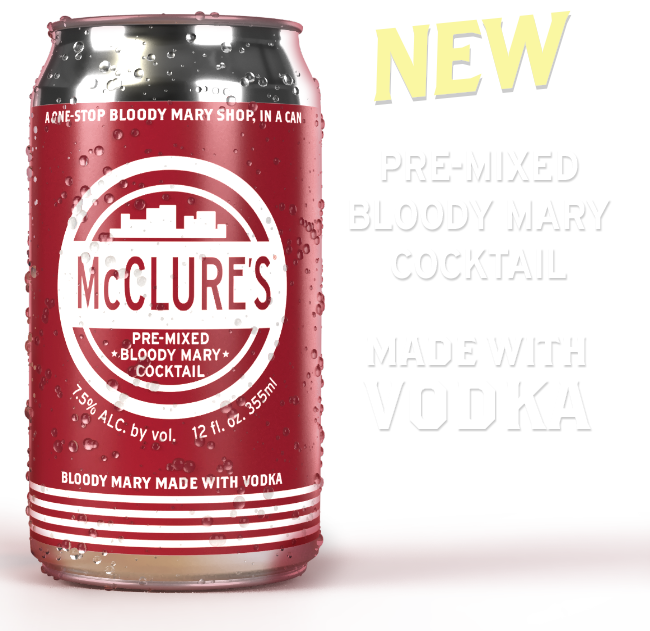 A ONE-STOP BLOODY MARY SHOP, IN A CAN
McCLURE'S
PRE-MIXED
★BLOODY MARY★
COCKTAIL
7.5% ALC. by vol. 12 fl. oz. 355ml
BLOODY MARY MADE WITH VODKA
NEW
PRE-MIXED
BLOODY MARY
COCKTAIL
MADE WITH
VODKA